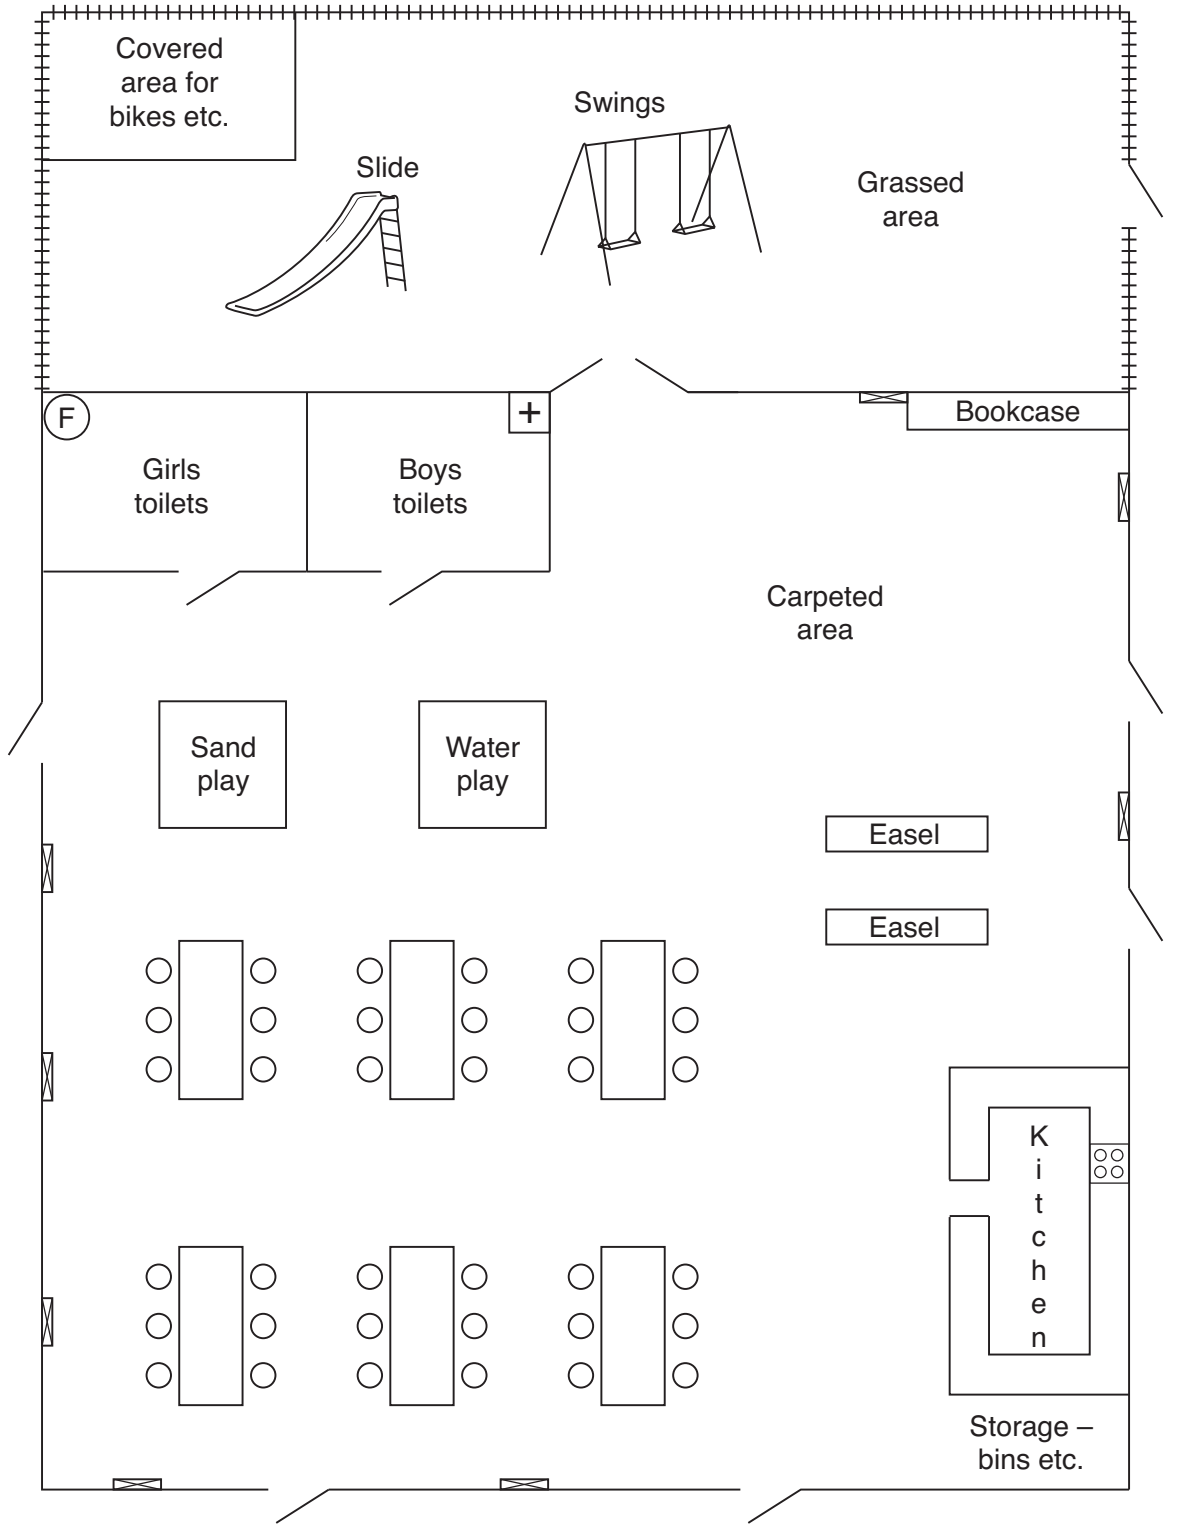 Covered
area for
bikes etc.
Swings
Slide
Grassed
area
F
+
Bookcase
Girls
toilets
Boys
toilets
Carpeted
area
Sand
play
Water
play
Easel
Easel
K
i
t
c
h
e
n
Storage –
bins etc.